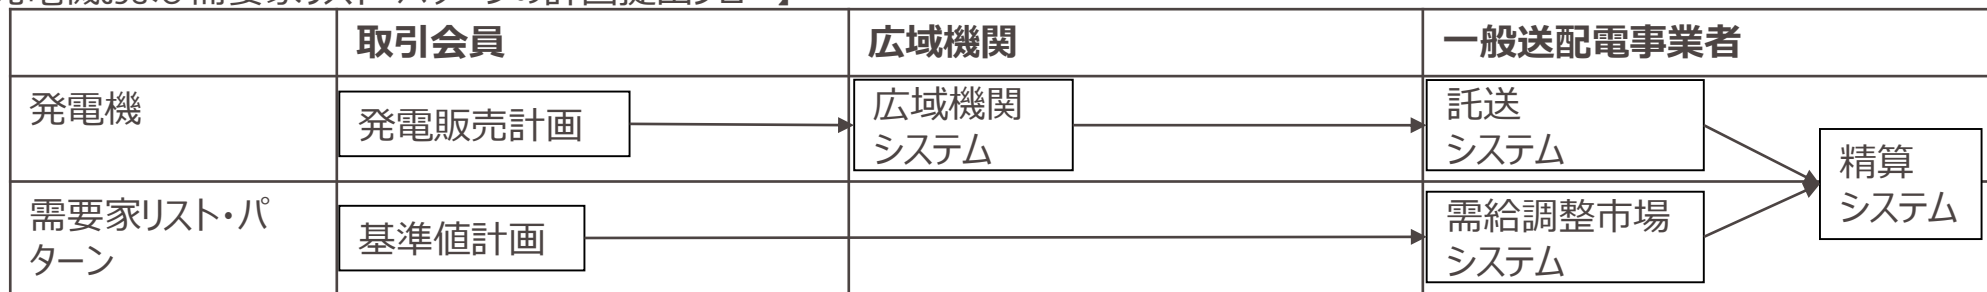 取引会員
広域機関
一般送配電事業者
発電機
発電販売計画
広域機関
システム
託送
システム
精算
システム
需要家リスト・パ
ターン
基準値計画
需給調整市場
システム